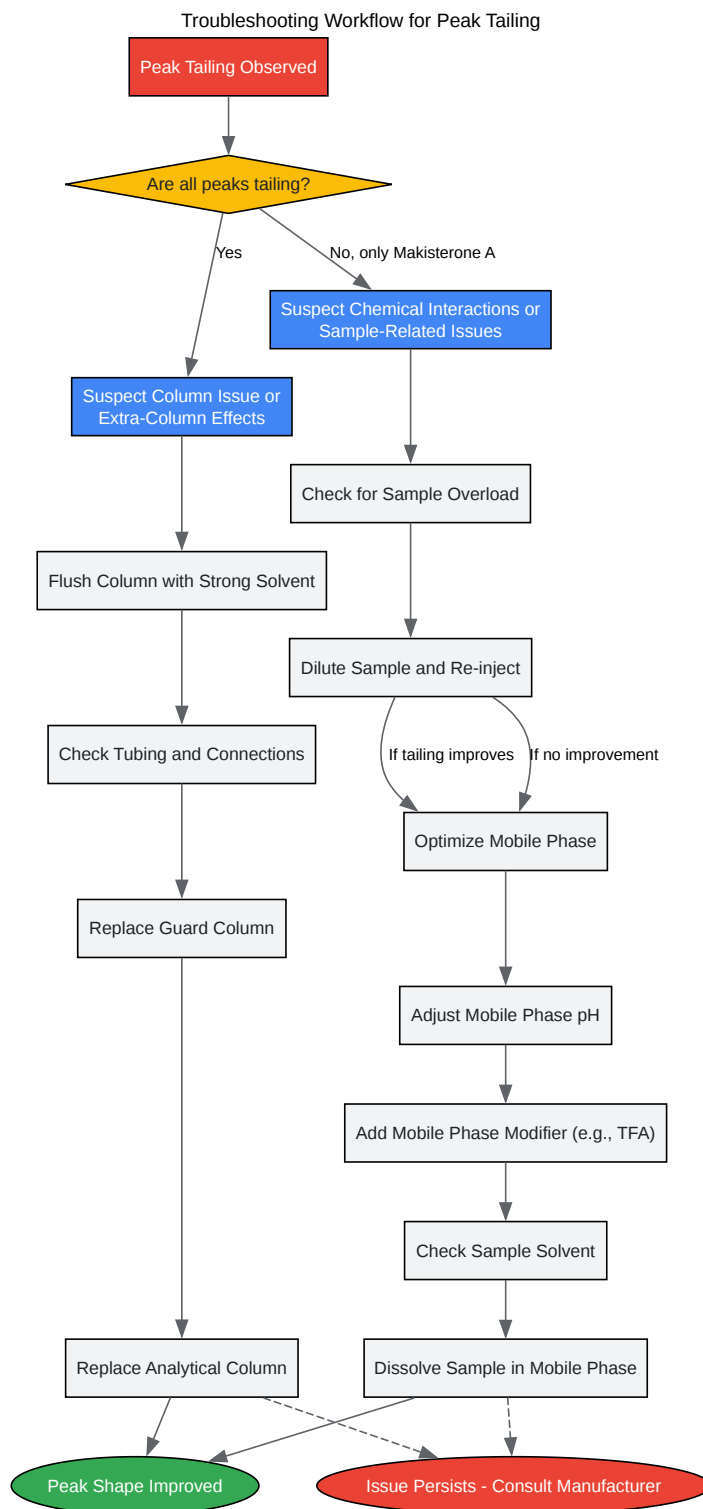 Troubleshooting Workflow for Peak Tailing
Peak Tailing Observed
Are all peaks tailing?
Yes
No, only Makisterone A
Suspect Chemical Interactions or
Sample-Related Issues
Suspect Column Issue or
Extra-Column Effects
Check for Sample Overload
Flush Column with Strong Solvent
Dilute Sample and Re-inject
Check Tubing and Connections
If tailing improves
If no improvement
Optimize Mobile Phase
Replace Guard Column
Adjust Mobile Phase pH
Add Mobile Phase Modifier (e.g., TFA)
Check Sample Solvent
Replace Analytical Column
Dissolve Sample in Mobile Phase
Peak Shape Improved
Issue Persists - Consult Manufacturer